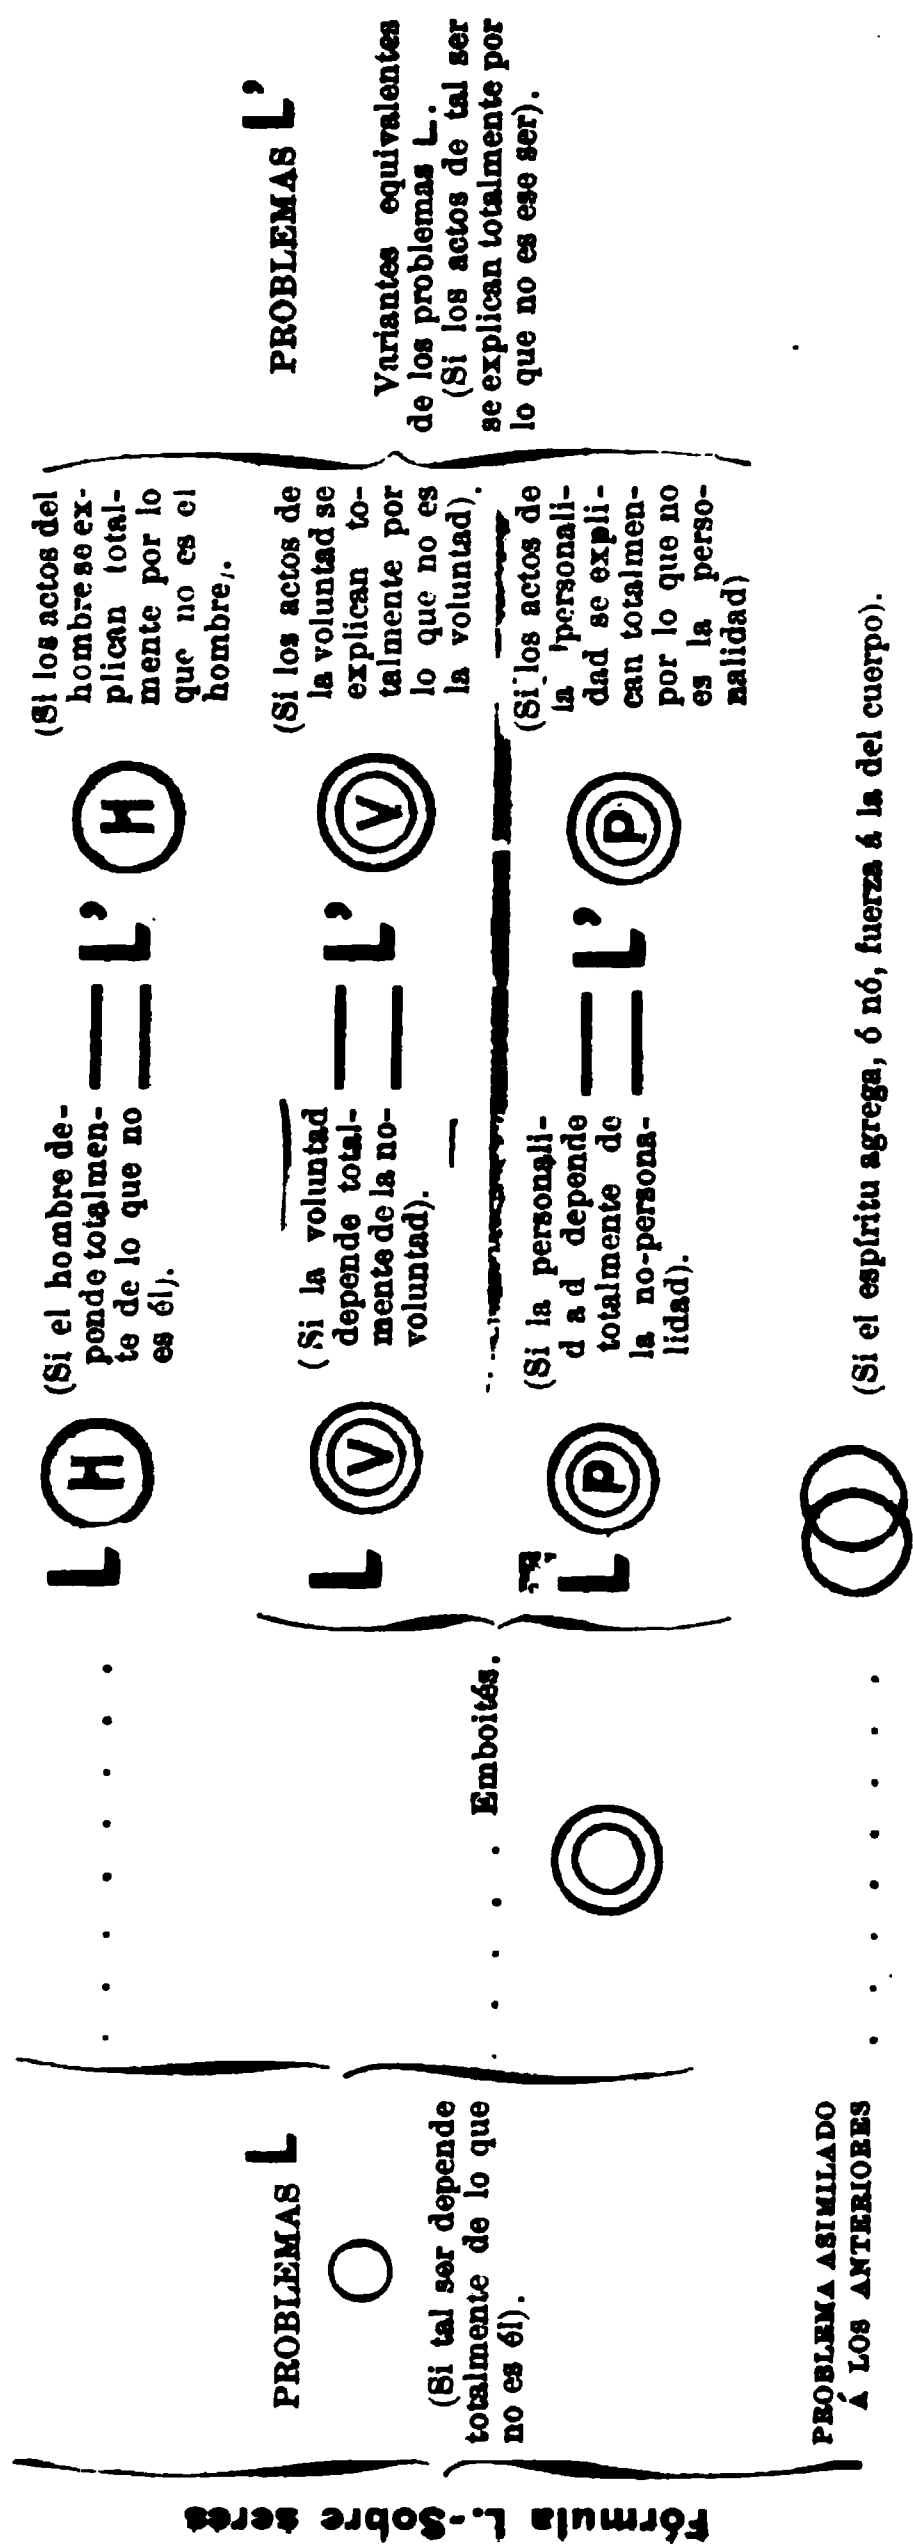 Fórmula L.-Sobre seres
PROBLEMAS L
(Si tal ser depende
totalmente de lo que
no es él).
PROBLEMA ASIMILADO
Á LOS ANTERIORES
Emboités.
L H
(Si el hombre de-
pende totalmen-
te de lo que no
es él).
= L' H
(Si los actos del
hombre se ex-
plican total-
mente por lo
que no es el
hombre).
L V
(Si la voluntad
depende total-
mente de la no-
voluntad).
= L' V
(Si los actos de
la voluntad se
explican to-
talmente por
lo que no es
la voluntad).
L P
(Si la personali-
dad depende
totalmente de
la no-persona-
lidad).
= L' P
(Si los actos de
la personali-
dad se expli-
can totalmen-
por lo que no
es la perso-
nalidad)
(Si el espíritu agrega, ó nó, fuerza á la del cuerpo).
PROBLEMAS L'
Variantes equivalentes
de los problemas L.
(Si los actos de tal ser
se explican totalmente por
lo que no es ese ser).